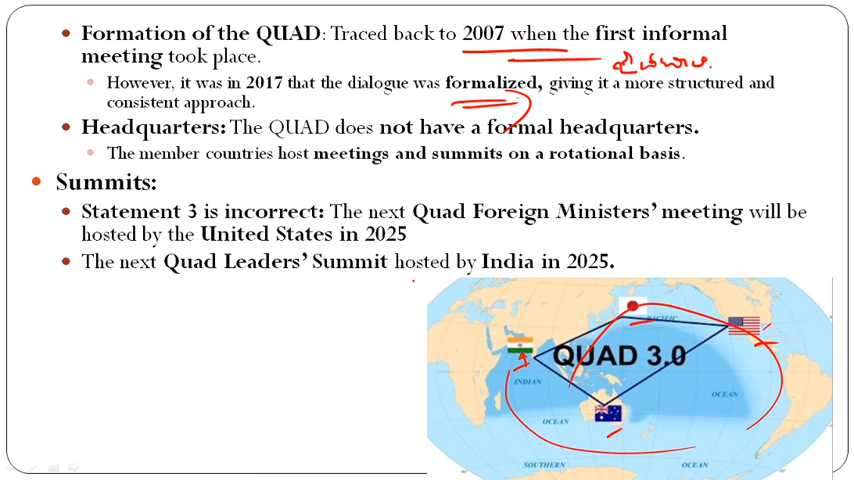 Formation of the QUAD: Traced back to 2007 when the first informal
meeting took place.
However, it was in 2017 that the dialogue was formalized, giving it a more structured and
consistent approach.
Headquarters: The QUAD does not have a formal headquarters.
The member countries host meetings and summits on a rotational basis.
Summits:
Statement 3 is incorrect: The next Quad Foreign Ministers' meeting will be
hosted by the United States in 2025
The next Quad Leaders' Summit hosted by India in 2025.
PACIFIC
QUAD 3.0
INDIAN
OCEAN
OCEAN
SOUTHERN
OCEAN